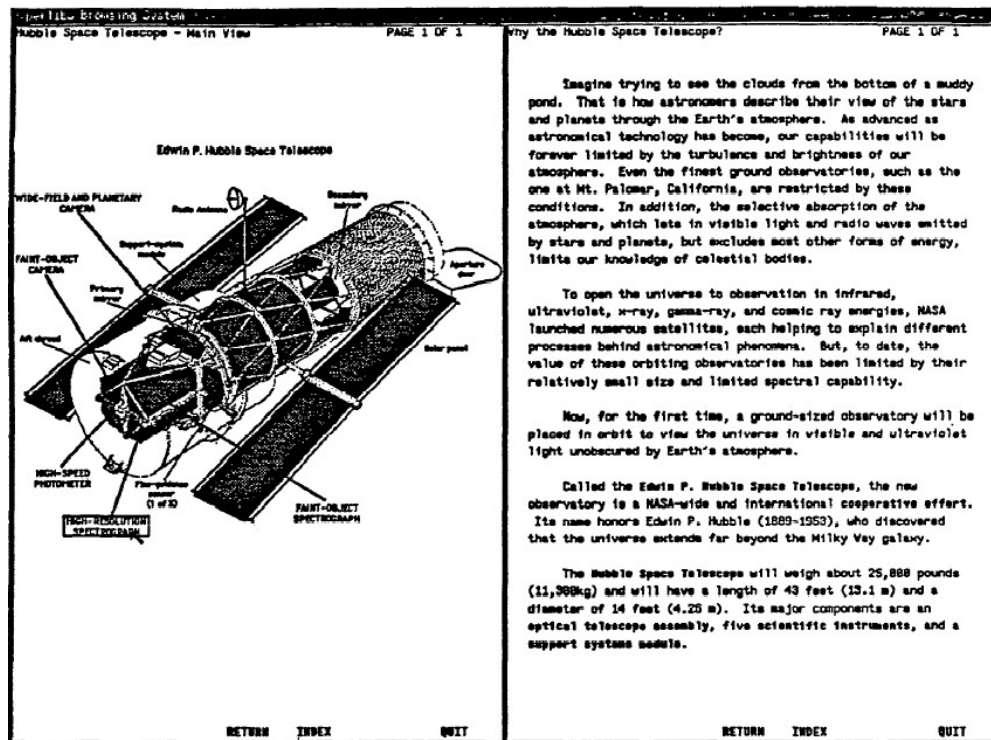 Browsing System
Hubble Space Telescope - Main View PAGE 1 OF 1
Edwin P. Hubble Space Telescope
WIDE-FIELD AND PLANETARY
CAMERA
Radio Antenna
Secondary
mirror
Support-system
module
FAINT-OBJECT
CAMERA
Primary
mirror
Aperture
door
Aft shroud
Solar panel
HIGH-SPEED
PHOTOMETER
Fine-guidance
sensor
(1 of 3)
FAINT-OBJECT
SPECTROGRAPH
HIGH-RESOLUTION
SPECTROGRAPH
RETURN INDEX QUIT
Why the Hubble Space Telescope? PAGE 1 OF 1
Imagine trying to see the clouds from the bottom of a muddy
pond. That is how astronomers describe their view of the stars
and planets through the Earth's atmosphere. As advanced as
astronomical technology has become, our capabilities will be
forever limited by the turbulence and brightness of our
atmosphere. Even the finest ground observatories, such as the
one at Mt. Palomar, California, are restricted by these
conditions. In addition, the selective absorption of the
atmosphere, which lets in visible light and radio waves emitted
by stars and planets, but excludes most other forms of energy,
limits our knowledge of celestial bodies.
To open the universe to observation in infrared,
ultraviolet, x-ray, gamma-ray, and cosmic ray energies, NASA
launched numerous satellites, each helping to explain different
processes behind astronomical phenomena. But, to date, the
value of these orbiting observatories has been limited by their
relatively small size and limited spectral capability.
Now, for the first time, a ground-sized observatory will be
placed in orbit to view the universe in visible and ultraviolet
light unobscured by Earth's atmosphere.
Called the Edwin P. Hubble Space Telescope, the new
observatory is a NASA-wide and international cooperative effort.
Its name honors Edwin P. Hubble (1889-1953), who discovered
that the universe extends far beyond the Milky Way galaxy.
The Hubble Space Telescope will weigh about 25,000 pounds
(11,300kg) and will have a length of 43 feet (13.1 m) and a
diameter of 14 feet (4.26 m). Its major components are an
optical telescope assembly, five scientific instruments, and a
support systems module.
RETURN INDEX QUIT